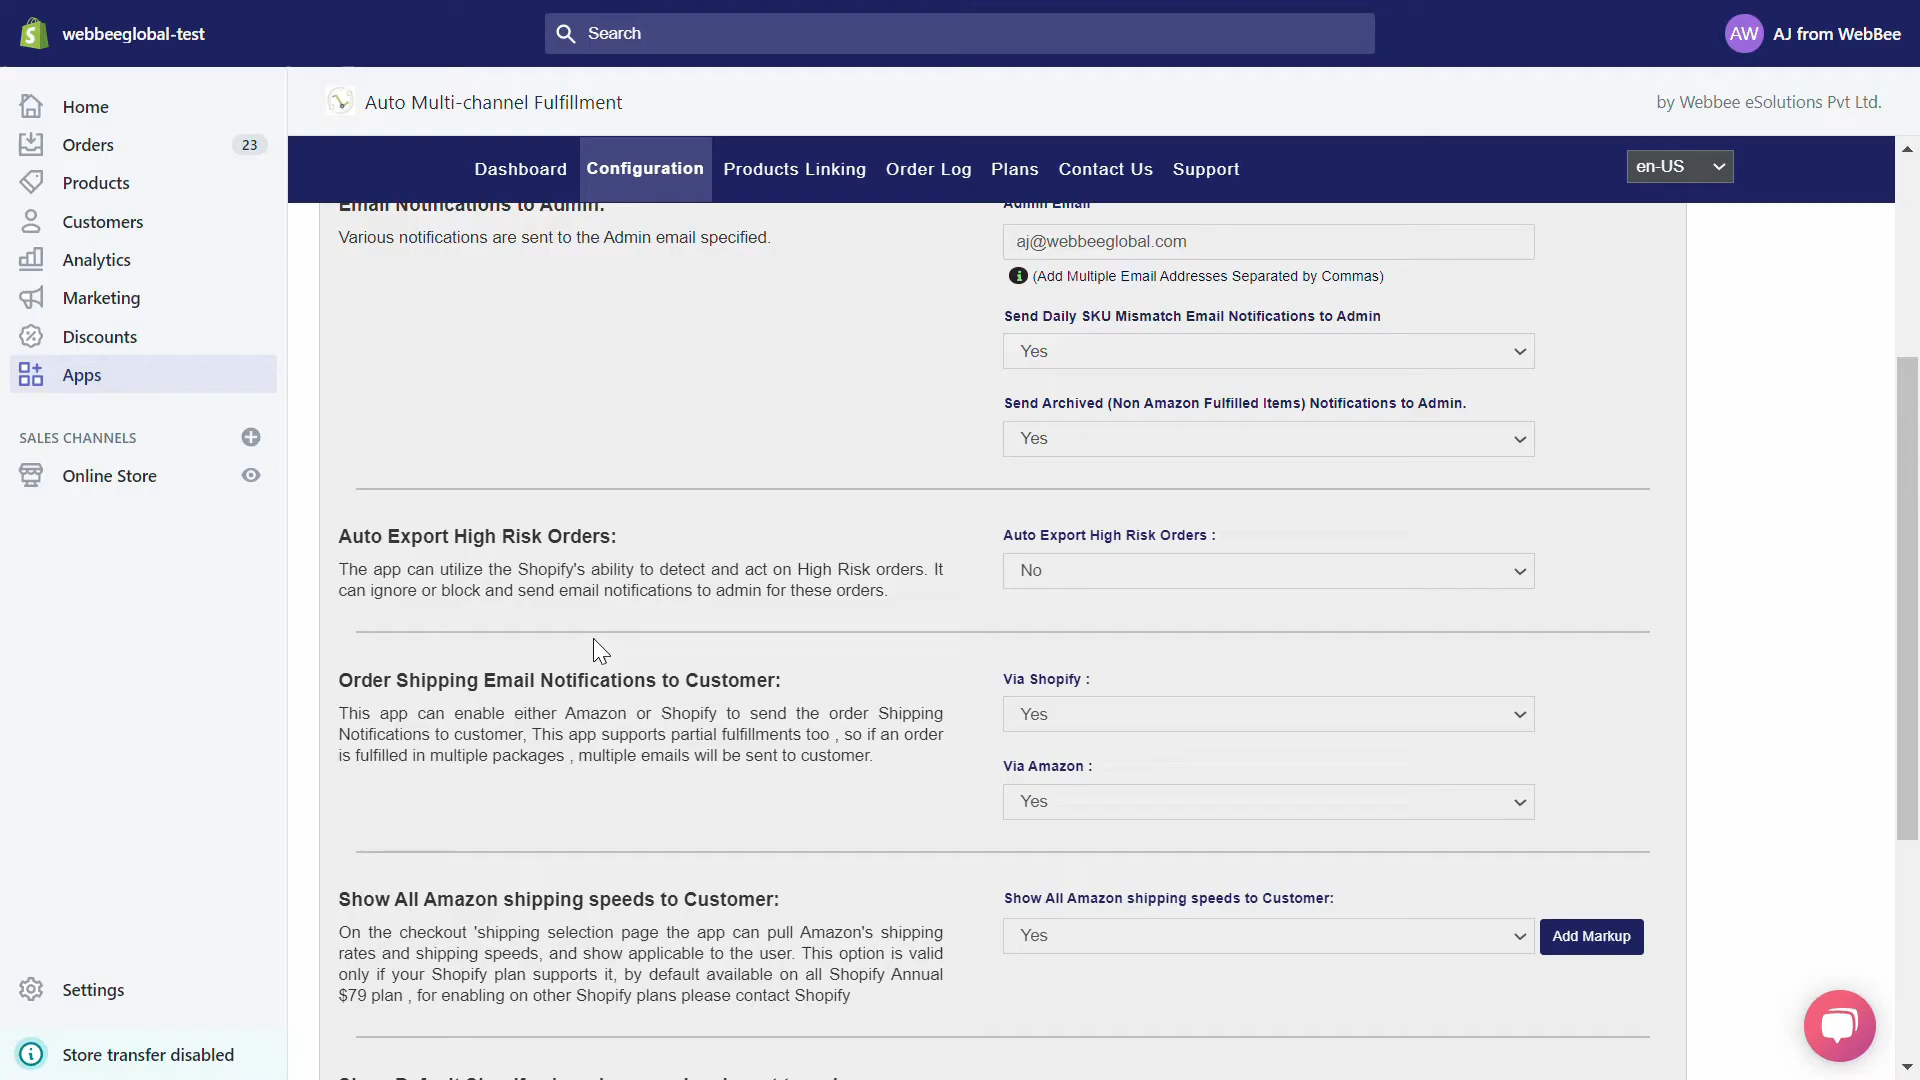 webbeeglobal-test
Search
AW
AJ from WebBee
Home
Orders
23
Products
Customers
Analytics
Marketing
Discounts
Apps
SALES CHANNELS
Online Store
Settings
Store transfer disabled
Auto Multi-channel Fulfillment
by Webbee eSolutions Pvt Ltd.
Dashboard
Configuration
Products Linking
Order Log
Plans
Contact Us
Support
en-US
Email Notifications to Admin:
Various notifications are sent to the Admin email specified.
Admin Email
aj@webbeeglobal.com
(Add Multiple Email Addresses Separated by Commas)
Send Daily SKU Mismatch Email Notifications to Admin
Yes
Send Archived (Non Amazon Fulfilled Items) Notifications to Admin.
Yes
Auto Export High Risk Orders:
The app can utilize the Shopify's ability to detect and act on High Risk orders. It
can ignore or block and send email notifications to admin for these orders.
Auto Export High Risk Orders :
No
Order Shipping Email Notifications to Customer:
This app can enable either Amazon or Shopify to send the order Shipping
Notifications to customer, This app supports partial fulfillments too , so if an order
is fulfilled in multiple packages , multiple emails will be sent to customer.
Via Shopify :
Yes
Via Amazon :
Yes
Show All Amazon shipping speeds to Customer:
On the checkout 'shipping selection page the app can pull Amazon's shipping
rates and shipping speeds, and show applicable to the user. This option is valid
only if your Shopify plan supports it, by default available on all Shopify Annual
$79 plan , for enabling on other Shopify plans please contact Shopify
Show All Amazon shipping speeds to Customer:
Yes
Add Markup